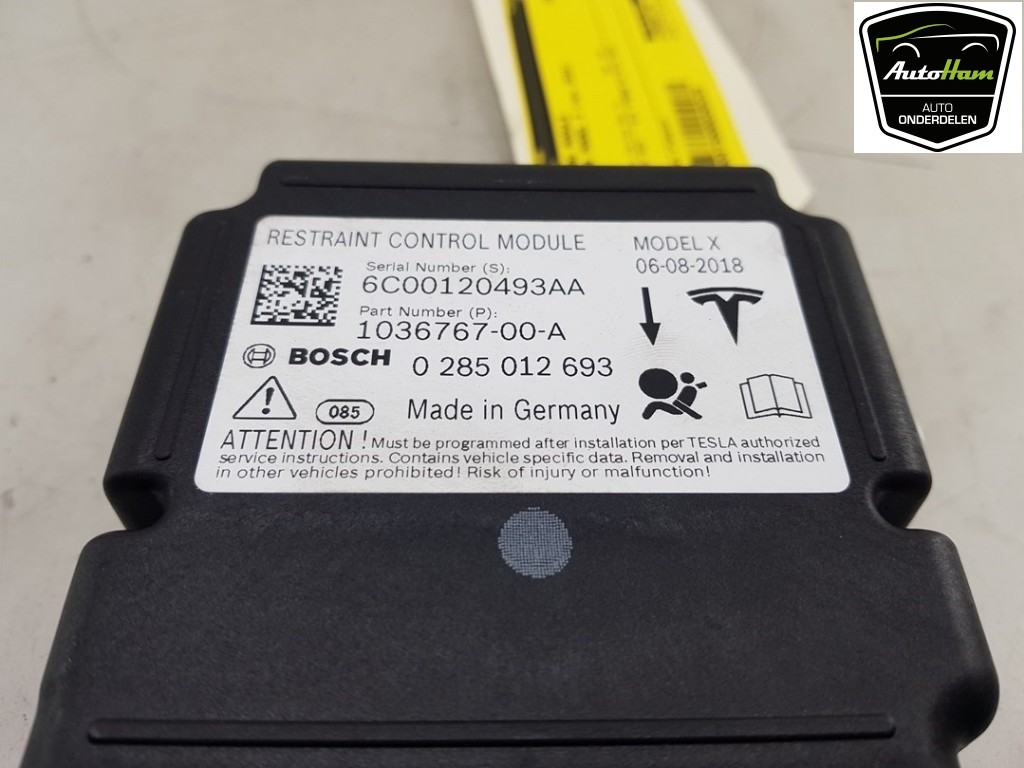 AutoHam
AUTO
ONDERDELEN
RESTRAINT CONTROL MODULE
MODEL X
06-08-2018
Serial Number (S):
6C00120493AA
Part Number (P):
1036767-00-A
BOSCH 0 285 012 693
085 Made in Germany
ATTENTION! Must be programmed after installation per TESLA authorized
service instructions. Contains vehicle specific data. Removal and installation
in other vehicles prohibited! Risk of injury or malfunction!